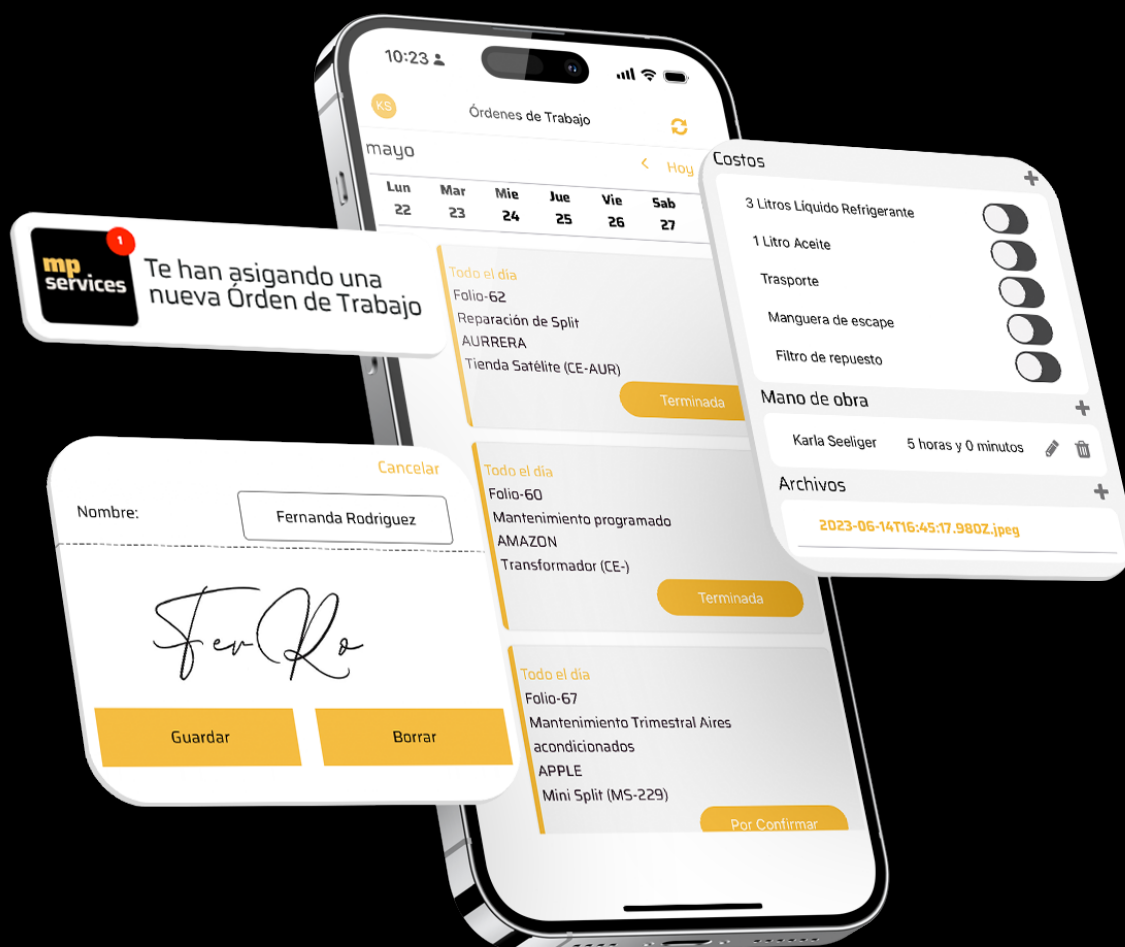 10:23
KS
Órdenes de Trabajo
mayo
Hoy
Lun Mar Mie Jue Vie Sab
22 23 24 25 26 27
Todo el día
Folio-62
Reparación de Split
AURRERA
Tienda Satélite (CE-AUR)
Terminada
Todo el día
Folio-60
Mantenimiento programado
AMAZON
Transformador (CE-)
Terminada
Todo el día
Folio-67
Mantenimiento Trimestral Aires
acondicionados
APPLE
Mini Split (MS-229)
Por Confirmar
mp
services
1
Te han asigando una
nueva Órden de Trabajo
Cancelar
Nombre: Fernanda Rodriguez
FerRo
Guardar Borrar
Costos
3 Litros Líquido Refrigerante
1 Litro Aceite
Trasporte
Manguera de escape
Filtro de repuesto
Mano de obra
Karla Seeliger 5 horas y 0 minutos
Archivos
2023-06-14T16:45:17.980Z.jpeg